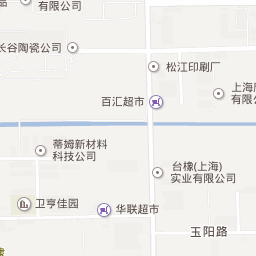 品
有限公司
长谷陶瓷公司
松江印刷厂
上海
有限公
百汇超市
蒂姆新材料
科技公司
台橡(上海)
实业有限公司
卫亨佳园
华联超市
玉阳路